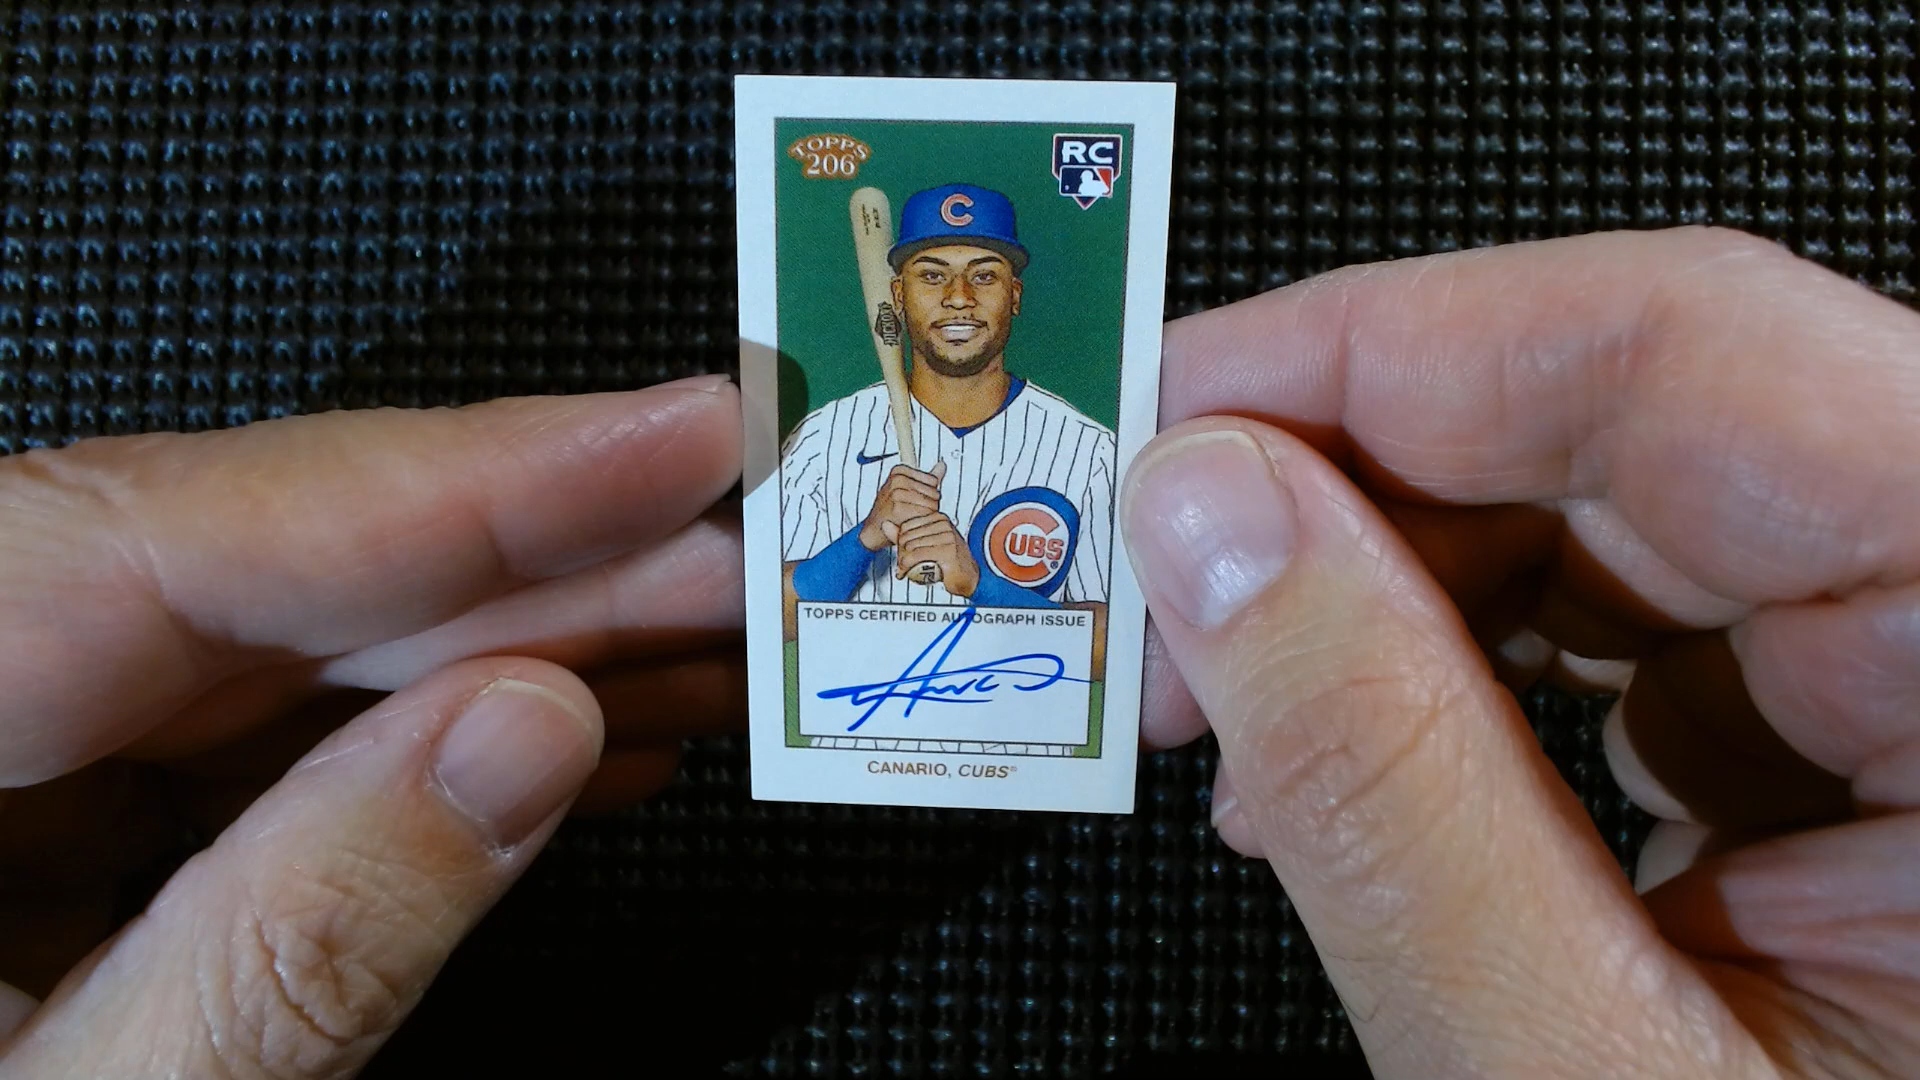 TOPPS
206
RC
C
CUBS®
TOPPS CERTIFIED AUTOGRAPH ISSUE
CANARIO, CUBS®